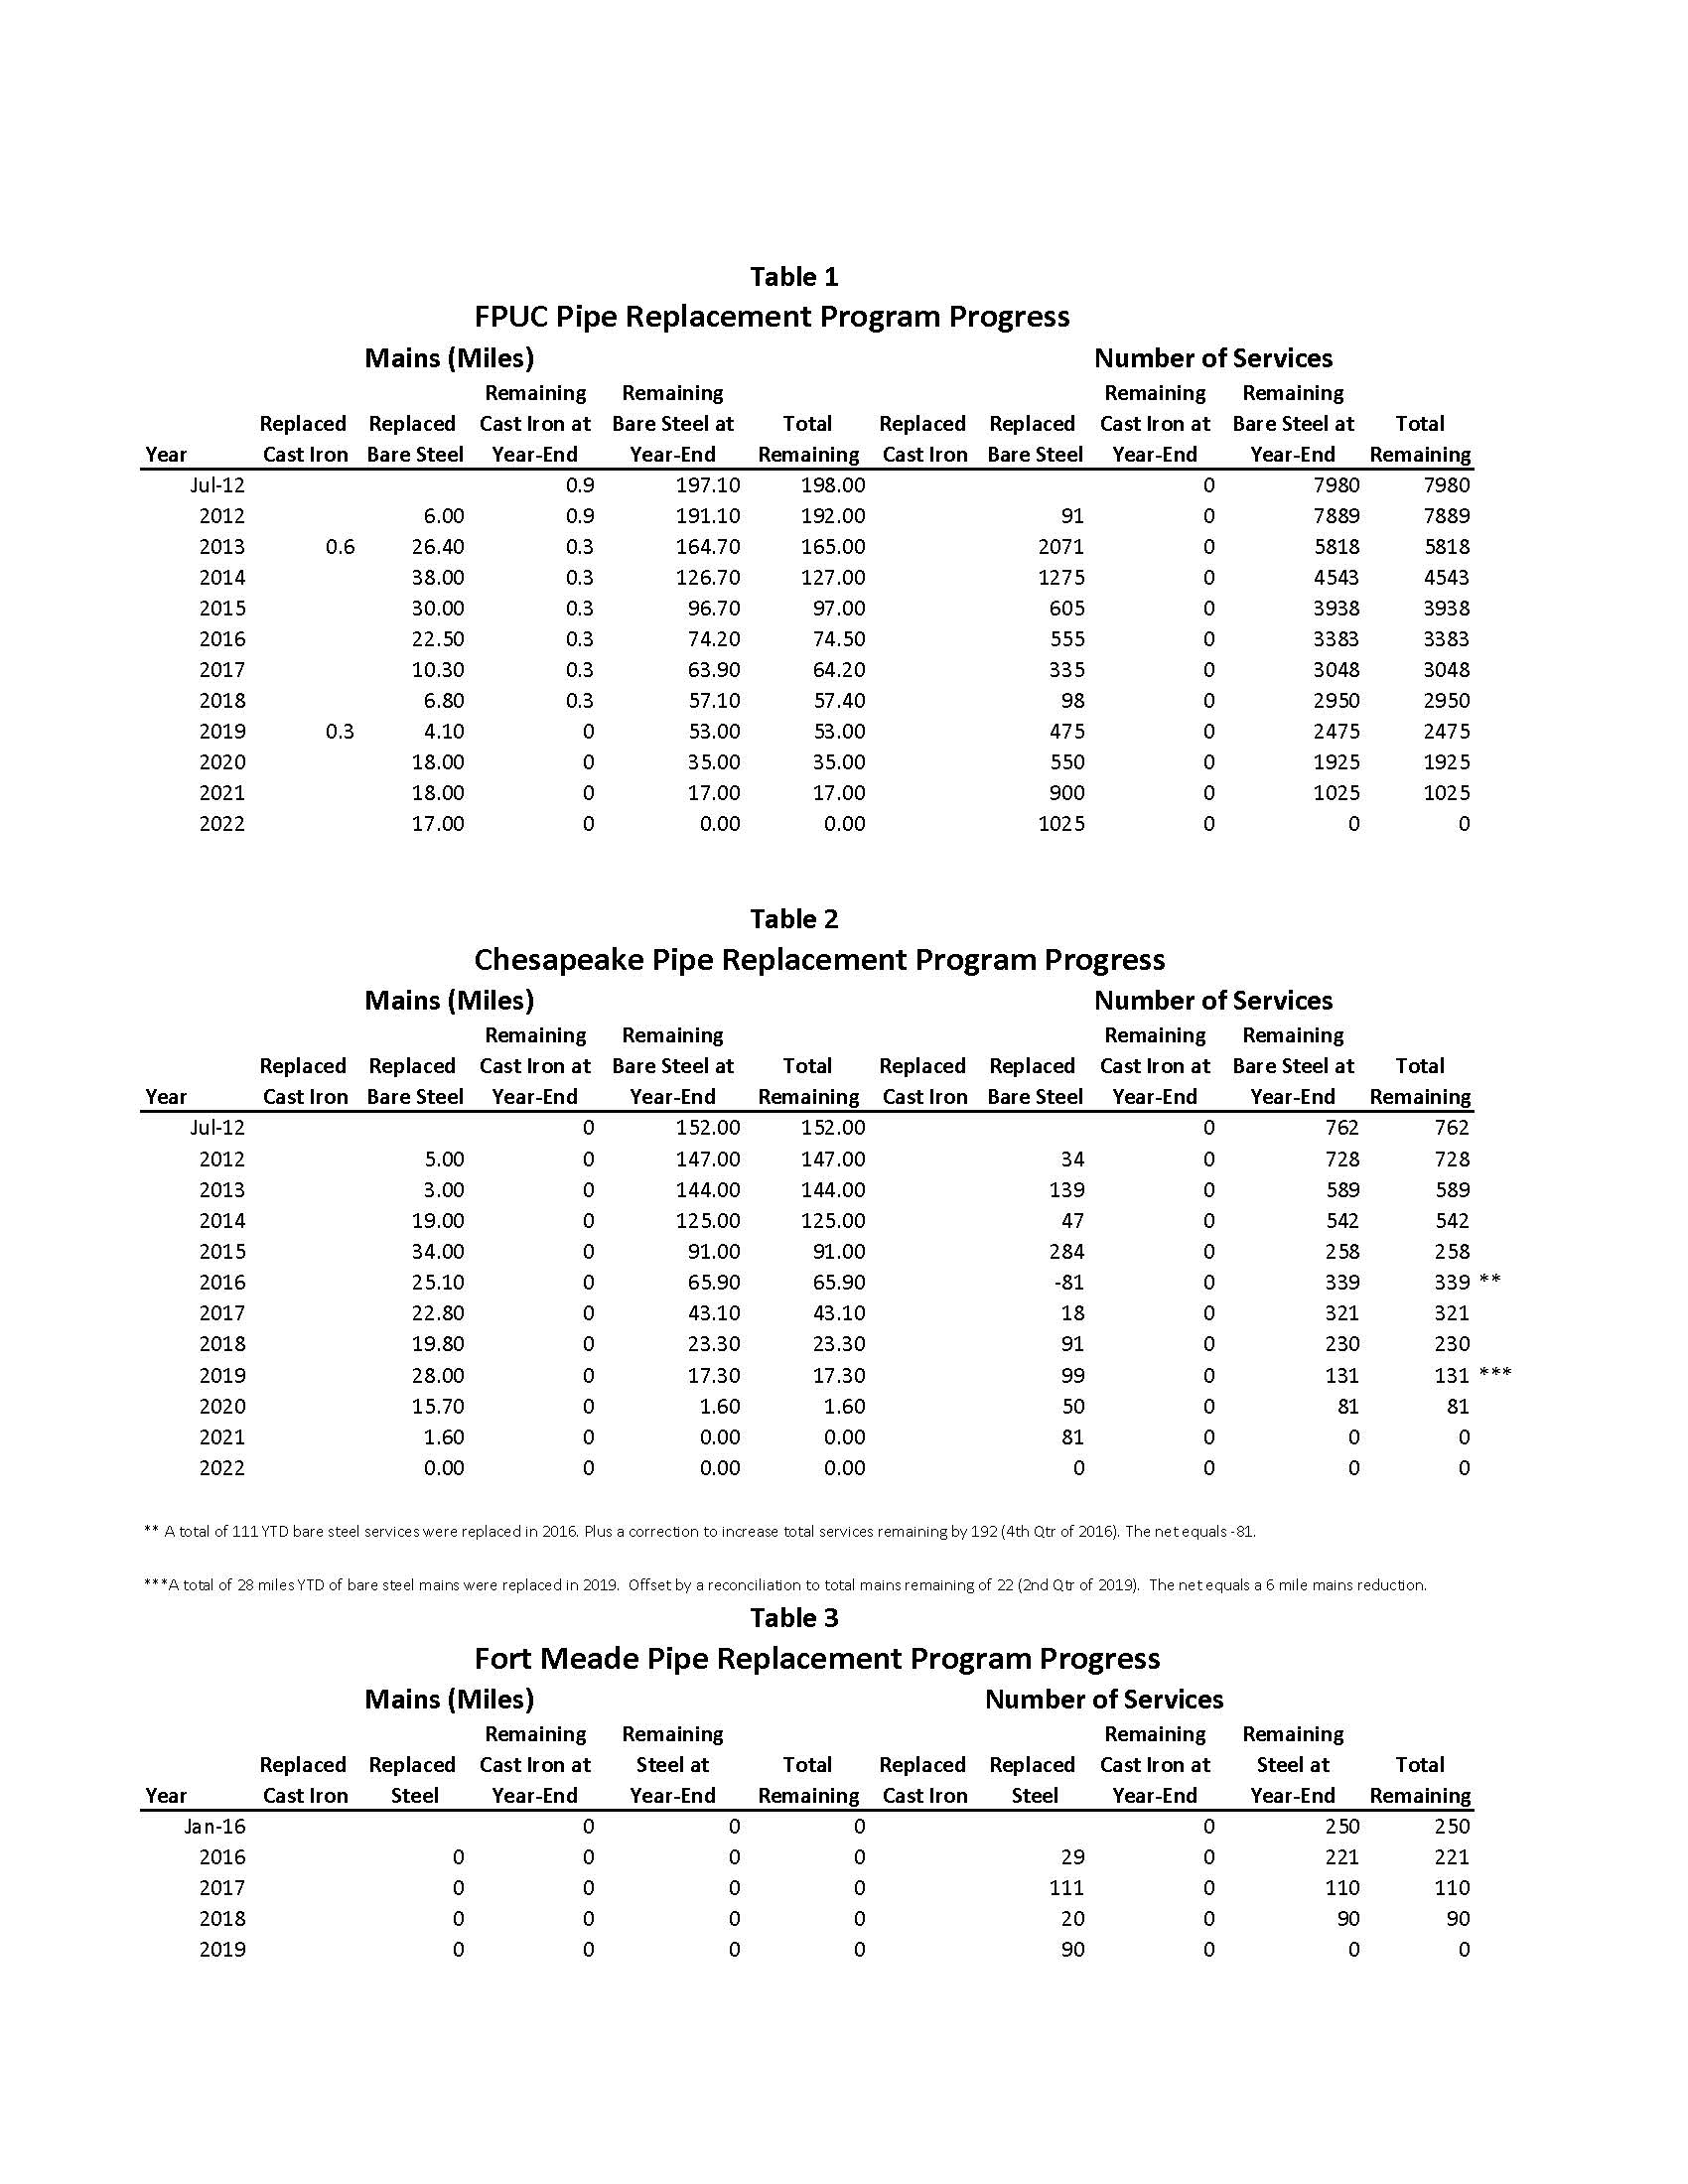 Table 1
FPUC Pipe Replacement Program Progress
Mains (Miles) Number of Services
Remaining Remaining Remaining Remaining
Replaced Replaced Cast Iron at Bare Steel at Total Replaced Replaced Cast Iron at Bare Steel at Total
Year Cast Iron Bare Steel Year-End Year-End Remaining Cast Iron Bare Steel Year-End Year-End Remaining
Jul-12 0.9 197.10 198.00 0 7980 7980
2012 6.00 0.9 191.10 192.00 91 0 7889 7889
2013 0.6 26.40 0.3 164.70 165.00 2071 0 5818 5818
2014 38.00 0.3 126.70 127.00 1275 0 4543 4543
2015 30.00 0.3 96.70 97.00 605 0 3938 3938
2016 22.50 0.3 74.20 74.50 555 0 3383 3383
2017 10.30 0.3 63.90 64.20 335 0 3048 3048
2018 6.80 0.3 57.10 57.40 98 0 2950 2950
2019 0.3 4.10 0 53.00 53.00 475 0 2475 2475
2020 18.00 0 35.00 35.00 550 0 1925 1925
2021 18.00 0 17.00 17.00 900 0 1025 1025
2022 17.00 0 0.00 0.00 1025 0 0 0
Table 2
Chesapeake Pipe Replacement Program Progress
Mains (Miles) Number of Services
Remaining Remaining Remaining Remaining
Replaced Replaced Cast Iron at Bare Steel at Total Replaced Replaced Cast Iron at Bare Steel at Total
Year Cast Iron Bare Steel Year-End Year-End Remaining Cast Iron Bare Steel Year-End Year-End Remaining
Jul-12 0 152.00 152.00 0 762 762
2012 5.00 0 147.00 147.00 34 0 728 728
2013 3.00 0 144.00 144.00 139 0 589 589
2014 19.00 0 125.00 125.00 47 0 542 542
2015 34.00 0 91.00 91.00 284 0 258 258
2016 25.10 0 65.90 65.90 -81 0 339 339 **
2017 22.80 0 43.10 43.10 18 0 321 321
2018 19.80 0 23.30 23.30 91 0 230 230
2019 28.00 0 17.30 17.30 99 0 131 131 ***
2020 15.70 0 1.60 1.60 50 0 81 81
2021 1.60 0 0.00 0.00 81 0 0 0
2022 0.00 0 0.00 0.00 0 0 0 0
** A total of 111 YTD bare steel services were replaced in 2016. Plus a correction to increase total services remaining by 192 (4th Qtr of 2016). The net equals -81.
***A total of 28 miles YTD of bare steel mains were replaced in 2019. Offset by a reconciliation to total mains remaining of 22 (2nd Qtr of 2019). The net equals a 6 mile mains reduction.
Table 3
Fort Meade Pipe Replacement Program Progress
Mains (Miles) Number of Services
Remaining Remaining Remaining Remaining
Replaced Replaced Cast Iron at Steel at Total Replaced Replaced Cast Iron at Steel at Total
Year Cast Iron Steel Year-End Year-End Remaining Cast Iron Steel Year-End Year-End Remaining
Jan-16 0 0 0 0 250 250
2016 0 0 0 0 29 0 221 221
2017 0 0 0 0 111 0 110 110
2018 0 0 0 0 20 0 90 90
2019 0 0 0 0 90 0 0 0